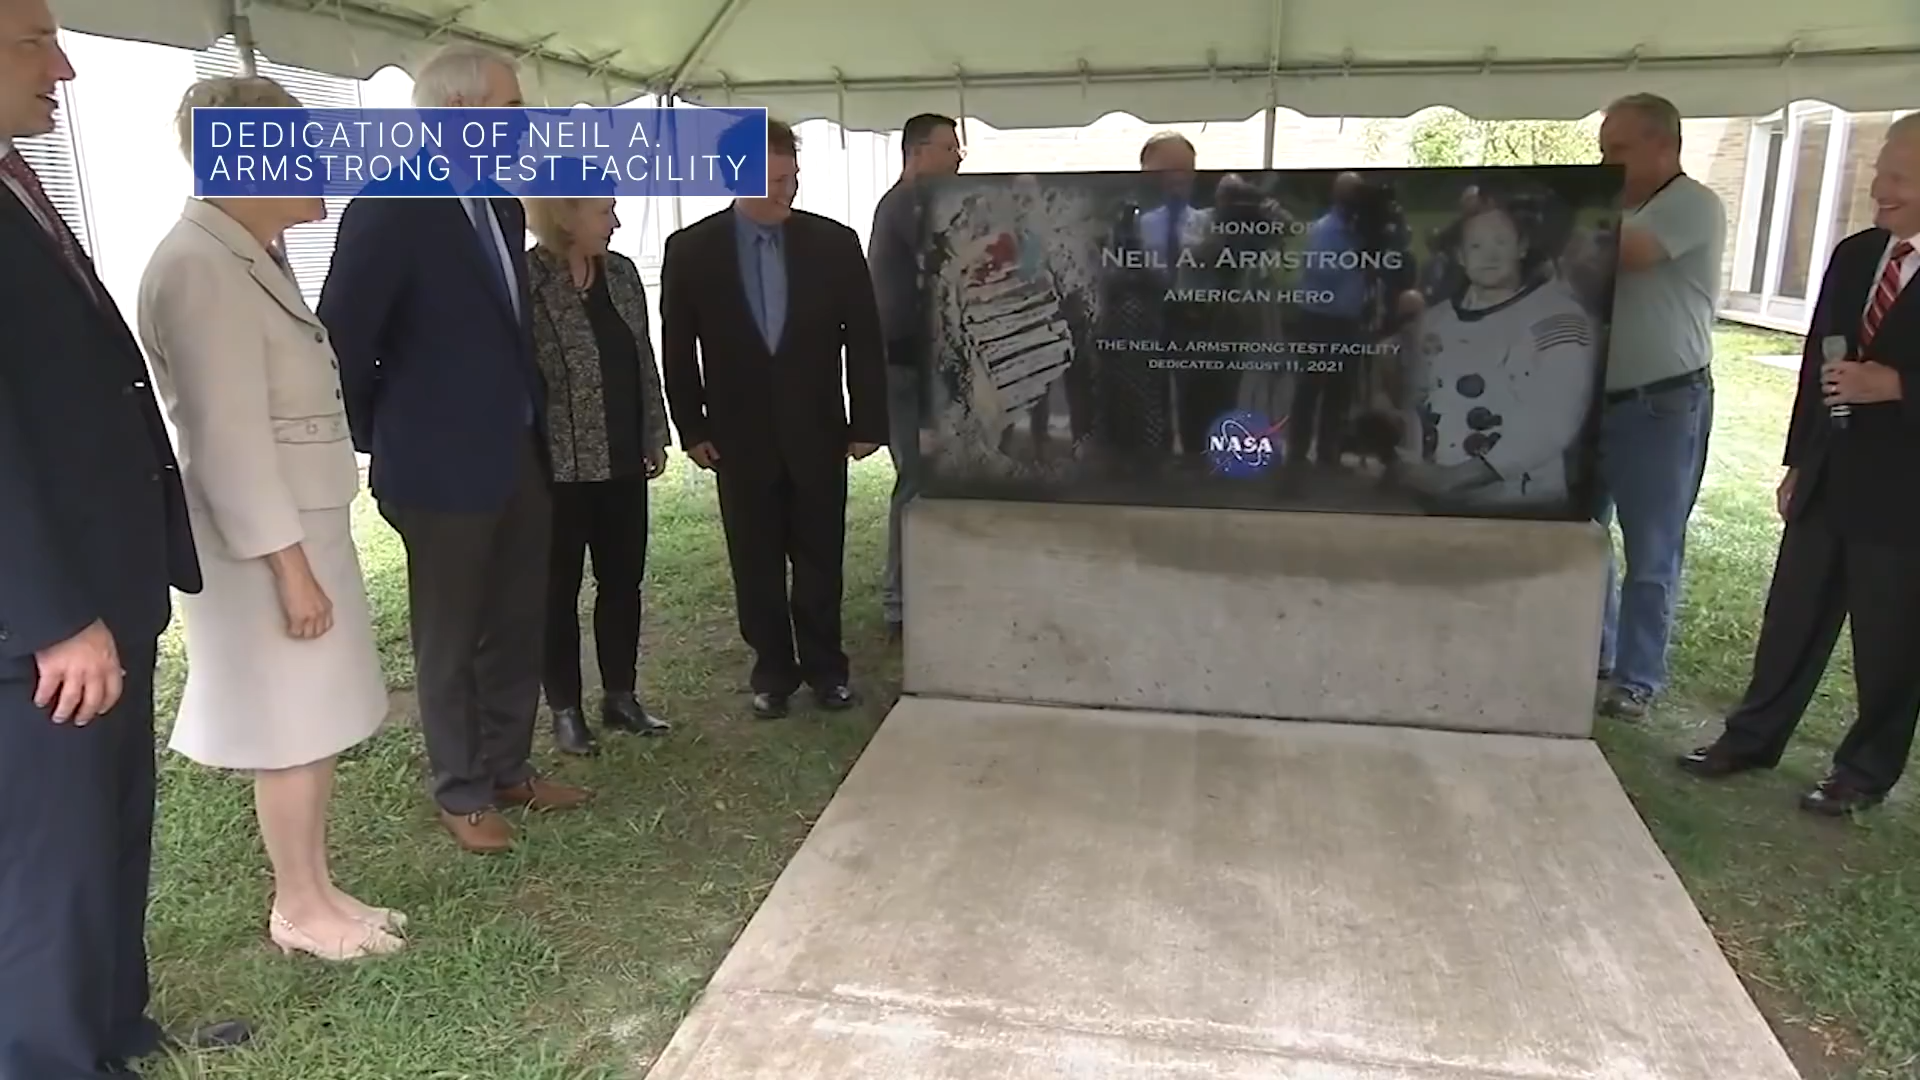 DEDICATION OF NEIL A.
ARMSTRONG TEST FACILITY
HONOR OF
NEIL A. ARMSTRONG
AMERICAN HERO
THE NEIL A. ARMSTRONG TEST FACILITY
DEDICATED AUGUST 11, 2021
NASA